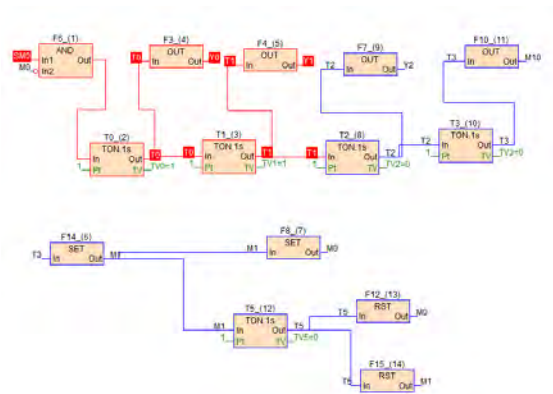 F5_(1)
AND
SM0
In1 Out
M0
In2
F3_(4)
OUT
T0 In Out Y0
F4_(5)
OUT
T1 In Out Y1
F7_(9)
OUT
T2 In Out Y2
F10_(11)
OUT
T3 In Out M10
T0_(2)
TON.1s
In Out T0
1 Pt TV TV0=1
T1_(3)
TON.1s
In Out T1
1 Pt TV TV1=1
T1
T2_(8)
TON.1s
In Out T2
1 Pt TV TV2=0
T3_(10)
TON.1s
T2 In Out T3
1 Pt TV TV3=0
F14_(6)
SET
T3 In Out M1
F8_(7)
SET
M1 In Out M0
T5_(12)
TON.1s
M1 In Out T5
1 Pt TV TV5=0
F12_(13)
RST
T5 In Out M0
F15_(14)
RST
T5 In Out M1